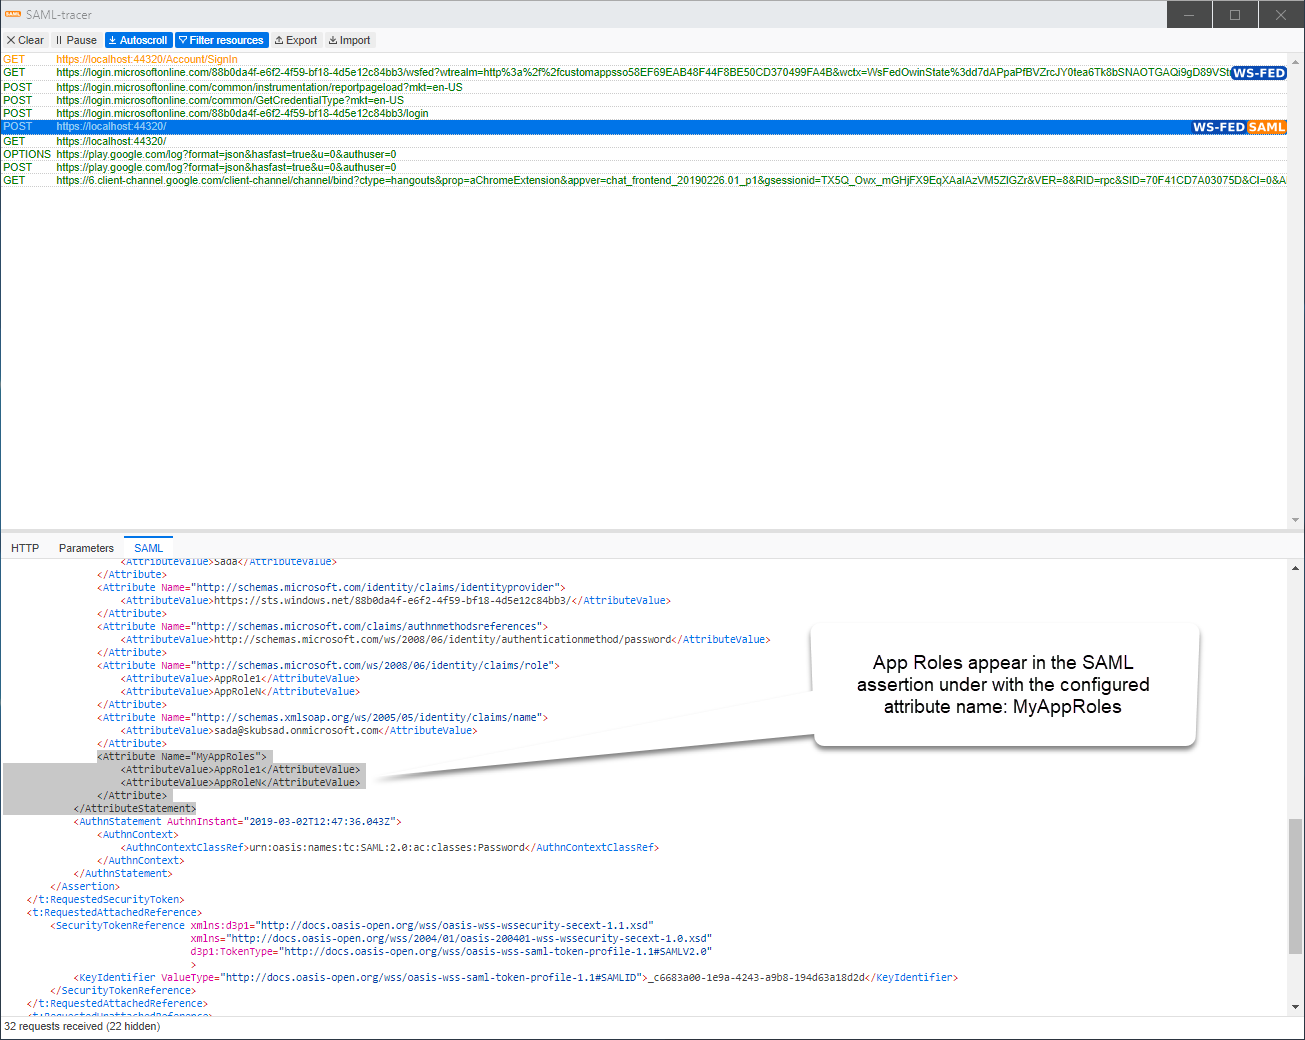 SAML SAML-tracer
Clear Pause Autoscroll Filter resources Export Import
GET https://localhost:44320/Account/SignIn
GET https://login.microsoftonline.com/88b0da4f-e6f2-4f59-bf18-4d5e12c84bb3/wsfed?wtrealm=http%3a%2f%2fcustomappsso58EF69EAB48F44F8BE50CD370499FA4B&wctx=WsFedOwinState%3dd7dAPpaPfBVZrcJY0tea6Tk8bSNAOTGAQi9gD89VSt WS-FED
POST https://login.microsoftonline.com/common/instrumentation/reportpageload?mkt=en-US
POST https://login.microsoftonline.com/common/GetCredentialType?mkt=en-US
POST https://login.microsoftonline.com/88b0da4f-e6f2-4f59-bf18-4d5e12c84bb3/login
POST https://localhost:44320/ WS-FED SAML
GET https://localhost:44320/
OPTIONS https://play.google.com/log?format=json&hasfast=true&u=0&authuser=0
POST https://play.google.com/log?format=json&hasfast=true&u=0&authuser=0
GET https://6.client-channel.google.com/client-channel/channel/bind?ctype=hangouts&prop=aChromeExtension&appver=chat_frontend_20190226.01_p1&gsessionid=TX5Q_Owx_mGHjFX9EqXAaIAzVM5ZIGZr&VER=8&RID=rpc&SID=70F41CD7A03075D&CI=0&A
HTTP Parameters SAML
<AttributeValue>Sada</AttributeValue>
</Attribute>
<Attribute Name="http://schemas.microsoft.com/identity/claims/identityprovider">
<AttributeValue>https://sts.windows.net/88b0da4f-e6f2-4f59-bf18-4d5e12c84bb3/</AttributeValue>
</Attribute>
<Attribute Name="http://schemas.microsoft.com/claims/authnmethodsreferences">
<AttributeValue>http://schemas.microsoft.com/ws/2008/06/identity/authenticationmethod/password</AttributeValue>
</Attribute>
<Attribute Name="http://schemas.microsoft.com/ws/2008/06/identity/claims/role">
<AttributeValue>AppRole1</AttributeValue>
<AttributeValue>AppRoleN</AttributeValue>
</Attribute>
<Attribute Name="http://schemas.xmlsoap.org/ws/2005/05/identity/claims/name">
<AttributeValue>sada@skubsad.onmicrosoft.com</AttributeValue>
</Attribute>
<Attribute Name="MyAppRoles">
<AttributeValue>AppRole1</AttributeValue>
<AttributeValue>AppRoleN</AttributeValue>
</Attribute>
</AttributeStatement>
<AuthnStatement AuthnInstant="2019-03-02T12:47:36.043Z">
<AuthnContext>
<AuthnContextClassRef>urn:oasis:names:tc:SAML:2.0:ac:classes:Password</AuthnContextClassRef>
</AuthnContext>
</AuthnStatement>
</Assertion>
</t:RequestedSecurityToken>
<t:RequestedAttachedReference>
<SecurityTokenReference xmlns:d3p1="http://docs.oasis-open.org/wss/oasis-wss-wssecurity-secext-1.1.xsd"
xmlns="http://docs.oasis-open.org/wss/2004/01/oasis-200401-wss-wssecurity-secext-1.0.xsd"
d3p1:TokenType="http://docs.oasis-open.org/wss/oasis-wss-saml-token-profile-1.1#SAMLV2.0"
>
<KeyIdentifier ValueType="http://docs.oasis-open.org/wss/oasis-wss-saml-token-profile-1.1#SAMLID">_c6683a00-1e9a-4243-a9b8-194d63a18d2d</KeyIdentifier>
</SecurityTokenReference>
</t:RequestedAttachedReference>
<t:RequestedUnattachedReference>
App Roles appear in the SAML
assertion under with the configured
attribute name: MyAppRoles
32 requests received (22 hidden)